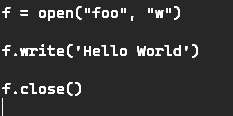 f = open("foo", "w")
f.write('Hello World')
f.close()